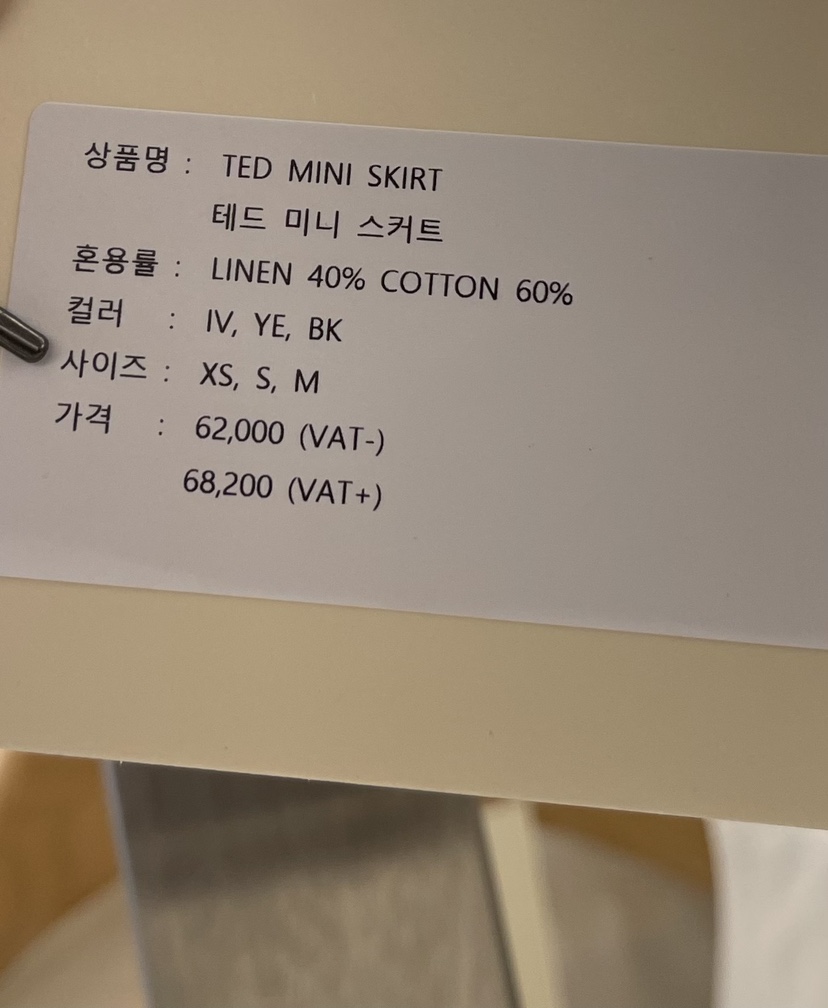 상품명 : TED MINI SKIRT
테드 미니 스커트
혼용률 : LINEN 40% COTTON 60%
컬러 : IV, YE, BK
사이즈 : XS, S, M
가격 : 62,000 (VAT-)
68,200 (VAT+)